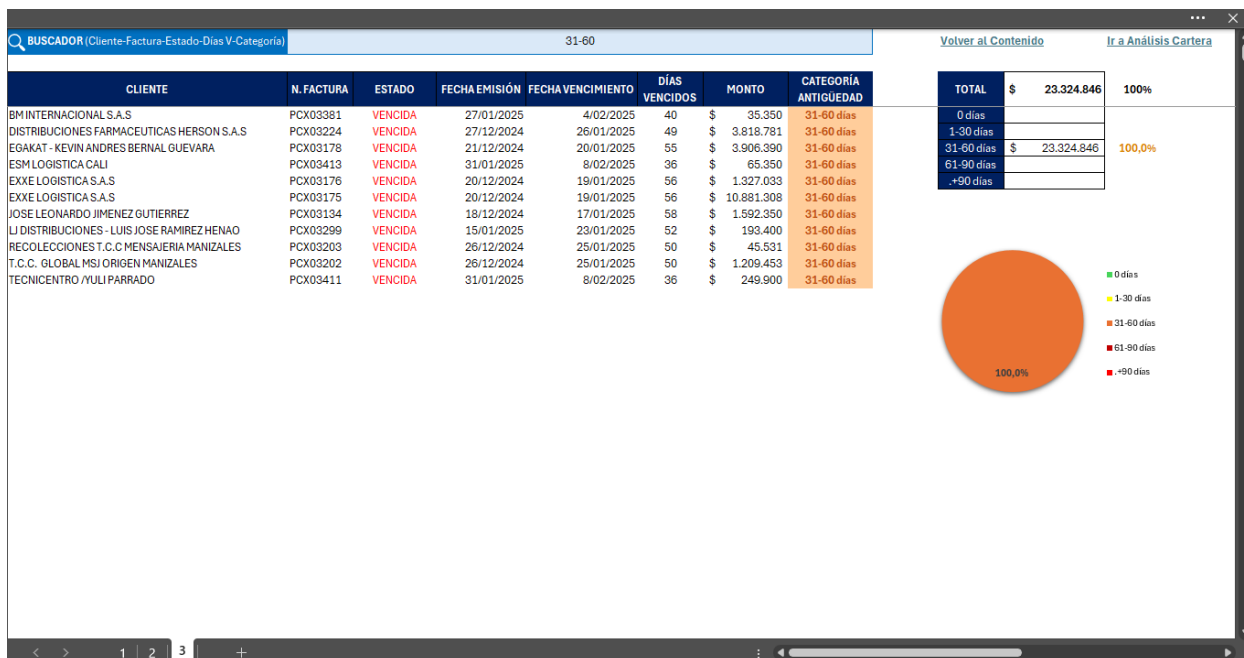 BUSCADOR (Cliente-Factura-Estado-Días V-Categoría) 31-60 Volver al Contenido Ir a Análisis Cartera
CLIENTE N. FACTURA ESTADO FECHA EMISIÓN FECHA VENCIMIENTO DÍAS VENCIDOS MONTO CATEGORÍA ANTIGÜEDAD
BM INTERNACIONAL S.A.S PCX03381 VENCIDA 27/01/2025 4/02/2025 40 $ 35.350 31-60 días
DISTRIBUCIONES FARMACEUTICAS HERSON S.A.S PCX03224 VENCIDA 27/12/2024 26/01/2025 49 $ 3.818.781 31-60 días
EGAKAT - KEVIN ANDRES BERNAL GUEVARA PCX03178 VENCIDA 21/12/2024 20/01/2025 55 $ 3.906.390 31-60 días
ESM LOGISTICA CALI PCX03413 VENCIDA 31/01/2025 8/02/2025 36 $ 65.350 31-60 días
EXXE LOGISTICA S.A.S PCX03176 VENCIDA 20/12/2024 19/01/2025 56 $ 1.327.033 31-60 días
EXXE LOGISTICA S.A.S PCX03175 VENCIDA 20/12/2024 19/01/2025 56 $ 10.881.308 31-60 días
JOSE LEONARDO JIMENEZ GUTIERREZ PCX03134 VENCIDA 18/12/2024 17/01/2025 58 $ 1.592.350 31-60 días
LJ DISTRIBUCIONES - LUIS JOSE RAMIREZ HENAO PCX03299 VENCIDA 15/01/2025 23/01/2025 52 $ 193.400 31-60 días
RECOLECCIONES T.C.C MENSAJERIA MANIZALES PCX03203 VENCIDA 26/12/2024 25/01/2025 50 $ 45.531 31-60 días
T.C.C. GLOBAL MSJ ORIGEN MANIZALES PCX03202 VENCIDA 26/12/2024 25/01/2025 50 $ 1.209.453 31-60 días
TECNICENTRO /YULI PARRADO PCX03411 VENCIDA 31/01/2025 8/02/2025 36 $ 249.900 31-60 días
TOTAL $ 23.324.846 100%
0 días
1-30 días
31-60 días $ 23.324.846 100,0%
61-90 días
.+90 días
100,0%
0 días
1-30 días
31-60 días
61-90 días
.+90 días
1 2 3